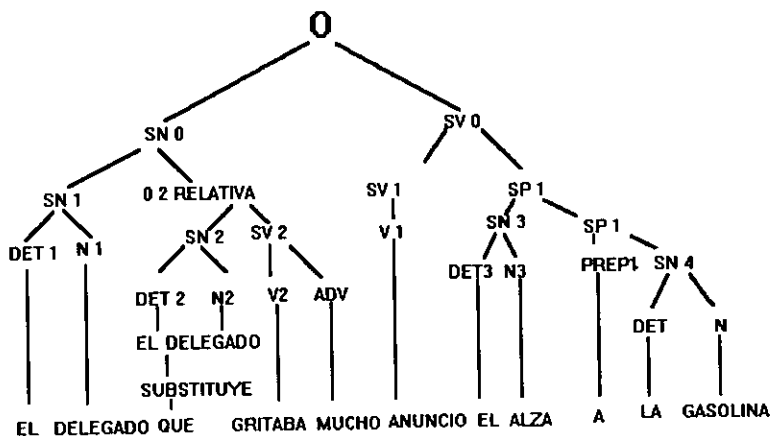 O
SN 0 SV 0
SN 1 0 2 RELATIVA SV 1 SP 1
DET 1 N 1 SN 2 SV 2 V 1 SN 3 SP 1
DET 2 N2 V2 ADV DET3 N3 PREP1 SN 4
EL DELEGADO DET N
SUBSTITUYE
EL DELEGADO QUE GRITABA MUCHO ANUNCIO EL ALZA A LA GASOLINA